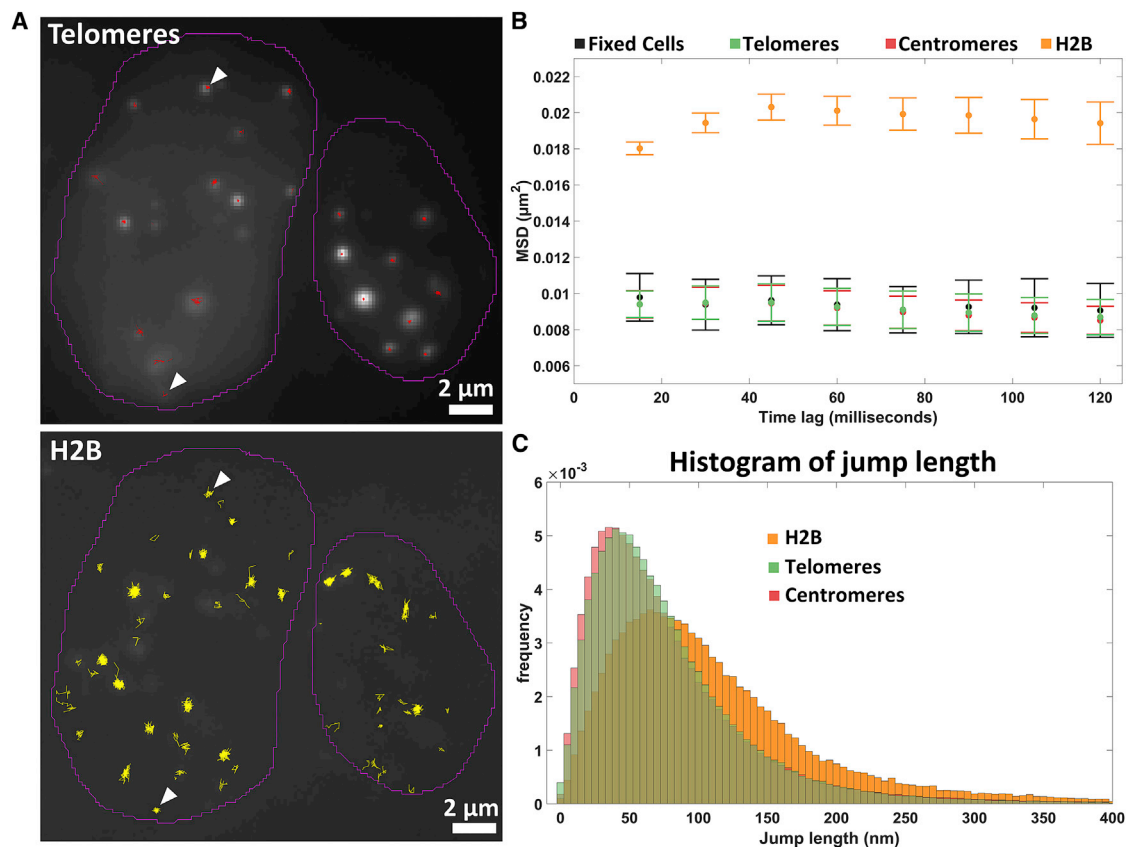 A
Telomeres
2 μm
H2B
2 μm
B
Fixed Cells Telomeres Centromeres H2B
0.022
0.02
0.018
0.016
0.014
0.012
0.01
0.008
0.006
MSD (μm²)
0 20 40 60 80 100 120
Time lag (milliseconds)
C
Histogram of jump length
×10⁻³
6
5
4
3
2
1
0
frequency
H2B
Telomeres
Centromeres
0 50 100 150 200 250 300 350 400
Jump length (nm)